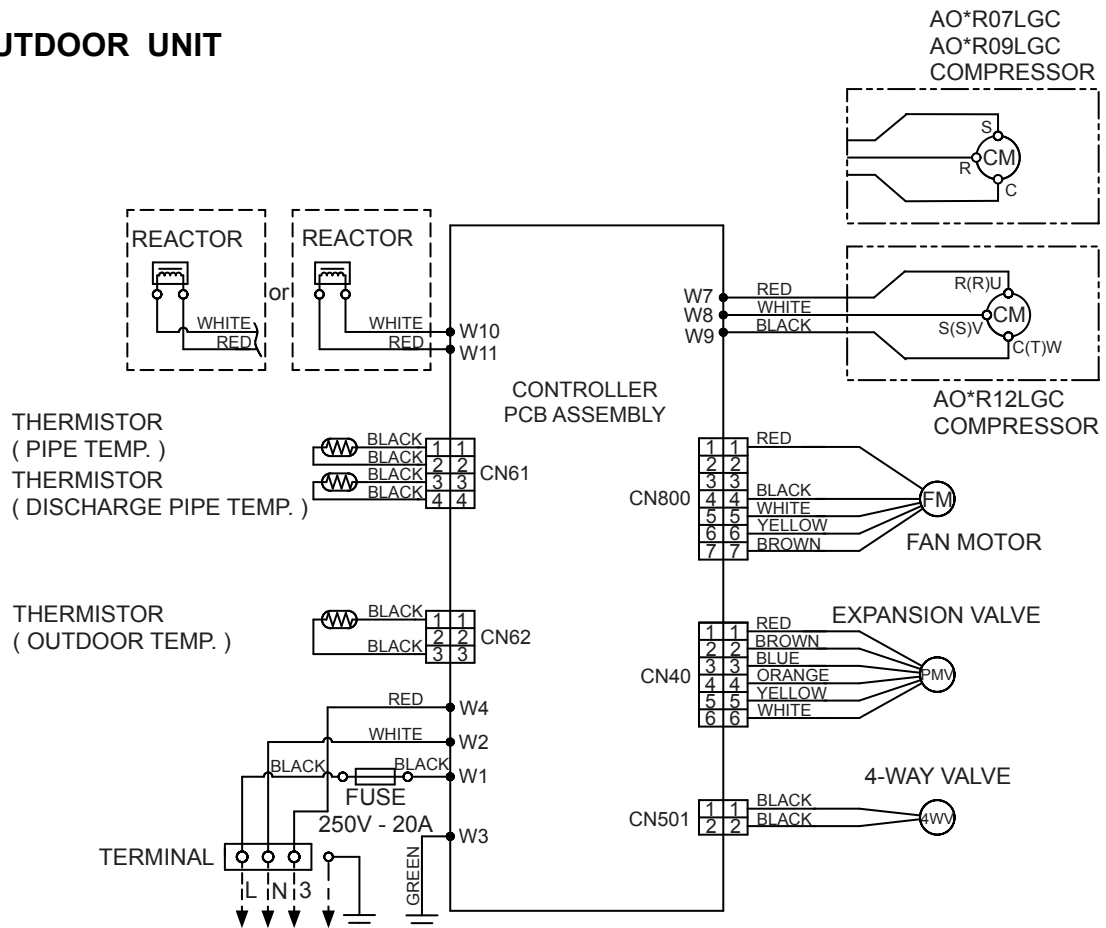 UTDOOR UNIT
AO*R07LGC
AO*R09LGC
COMPRESSOR
S
R
CM
C
REACTOR
WHITE
RED
or
REACTOR
WHITE
RED
W10
W11
W7
W8
W9
RED
WHITE
BLACK
R(R)U
S(S)V
CM
C(T)W
AO*R12LGC
COMPRESSOR
CONTROLLER
PCB ASSEMBLY
THERMISTOR
( PIPE TEMP. )
THERMISTOR
( DISCHARGE PIPE TEMP. )
BLACK
BLACK
BLACK
BLACK
1 1
2 2
3 3
4 4
CN61
CN800
1 1
2 2
3 3
4 4
5 5
6 6
7 7
RED
BLACK
WHITE
YELLOW
BROWN
FM
FAN MOTOR
THERMISTOR
( OUTDOOR TEMP. )
BLACK
BLACK
1 1
2 2
3 3
CN62
EXPANSION VALVE
CN40
1 1
2 2
3 3
4 4
5 5
6 6
RED
BROWN
BLUE
ORANGE
YELLOW
WHITE
PMV
RED
W4
WHITE
W2
BLACK
BLACK
W1
FUSE
250V - 20A
W3
GREEN
TERMINAL
L N 3
4-WAY VALVE
CN501
1 1
2 2
BLACK
BLACK
4WV